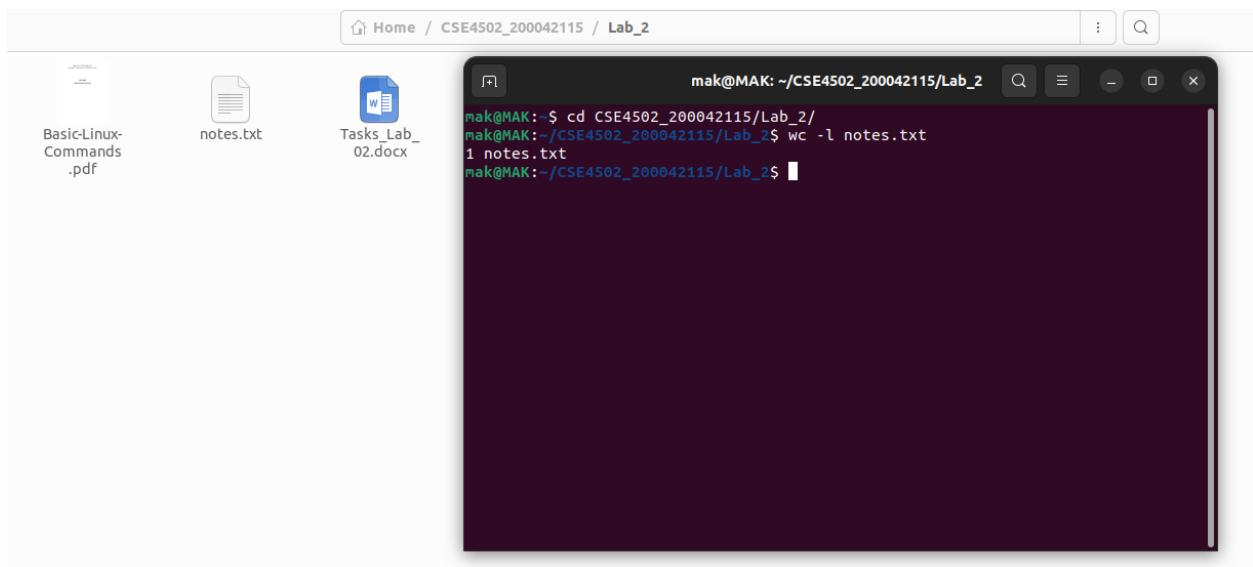 Home / CSE4502_200042115 / Lab_2
Basic-Linux-
Commands
.pdf
notes.txt
Tasks_Lab_
02.docx
mak@MAK: ~/CSE4502_200042115/Lab_2
mak@MAK:~$ cd CSE4502_200042115/Lab_2/
mak@MAK:~/CSE4502_200042115/Lab_2$ wc -l notes.txt
1 notes.txt
mak@MAK:~/CSE4502_200042115/Lab_2$